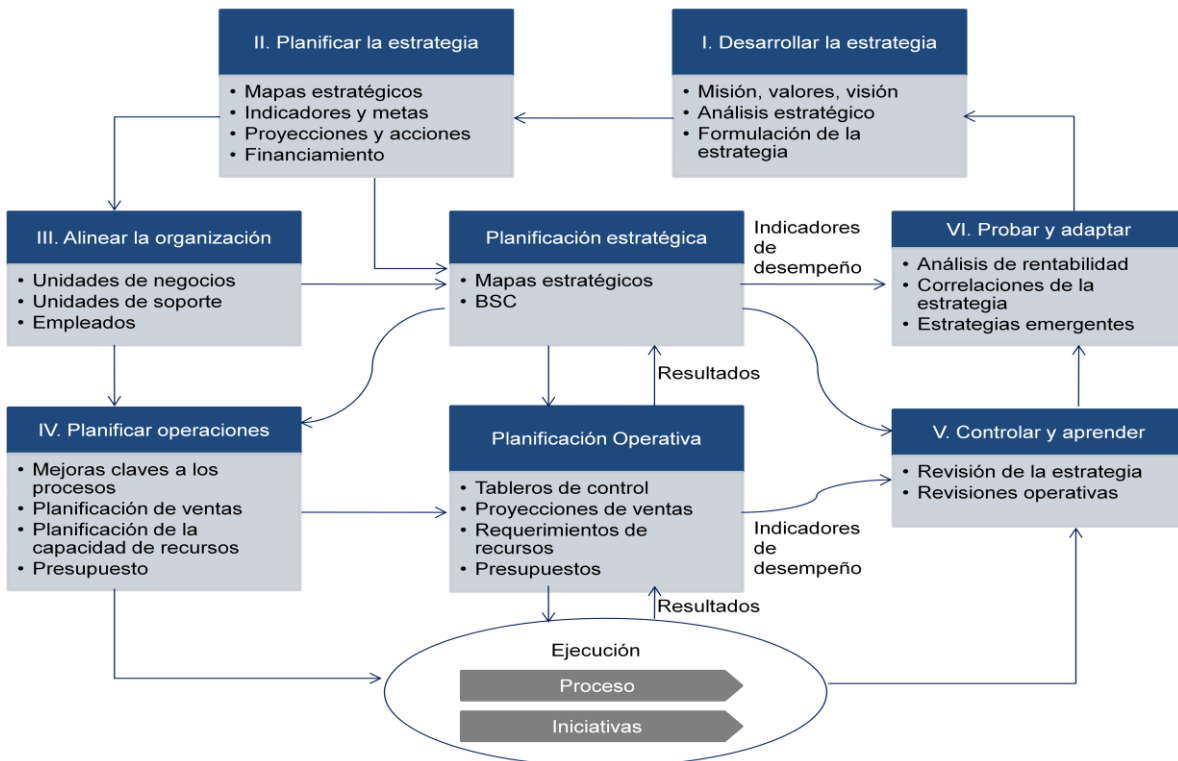 II. Planificar la estrategia
• Mapas estratégicos
• Indicadores y metas
• Proyecciones y acciones
• Financiamiento
I. Desarrollar la estrategia
• Misión, valores, visión
• Análisis estratégico
• Formulación de la
estrategia
III. Alinear la organización
• Unidades de negocios
• Unidades de soporte
• Empleados
Planificación estratégica
• Mapas estratégicos
• BSC
Indicadores
de
desempeño
VI. Probar y adaptar
• Análisis de rentabilidad
• Correlaciones de la
estrategia
• Estrategias emergentes
Resultados
IV. Planificar operaciones
• Mejoras claves a los
procesos
• Planificación de ventas
• Planificación de la
capacidad de recursos
• Presupuesto
Planificación Operativa
• Tableros de control
• Proyecciones de ventas
• Requerimientos de
recursos
• Presupuestos
Indicadores
de
desempeño
V. Controlar y aprender
• Revisión de la estrategia
• Revisiones operativas
Resultados
Ejecución
Proceso
Iniciativas